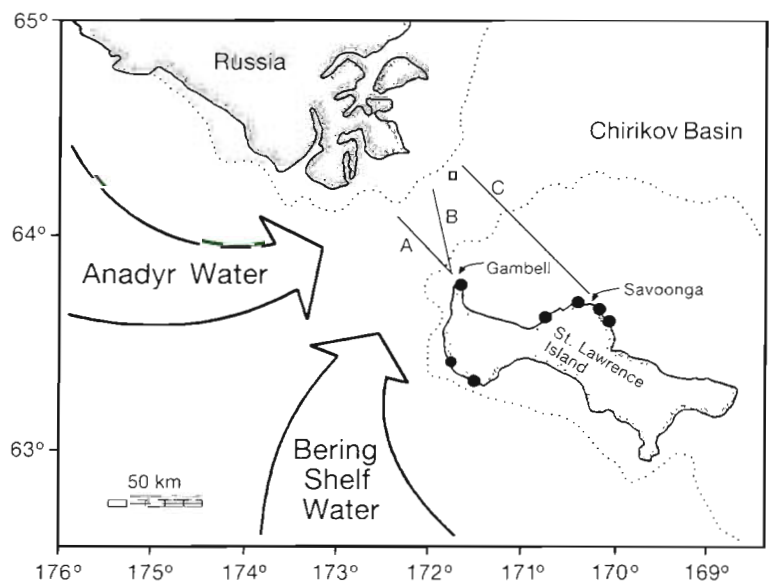 65°
Russia
Chirikov Basin
C
B
A
64°
Gambell
Anadyr Water
Savoonga
St. Lawrence
Island
63°
Bering
Shelf
Water
50 km
176° 175° 174° 173° 172° 171° 170° 169°